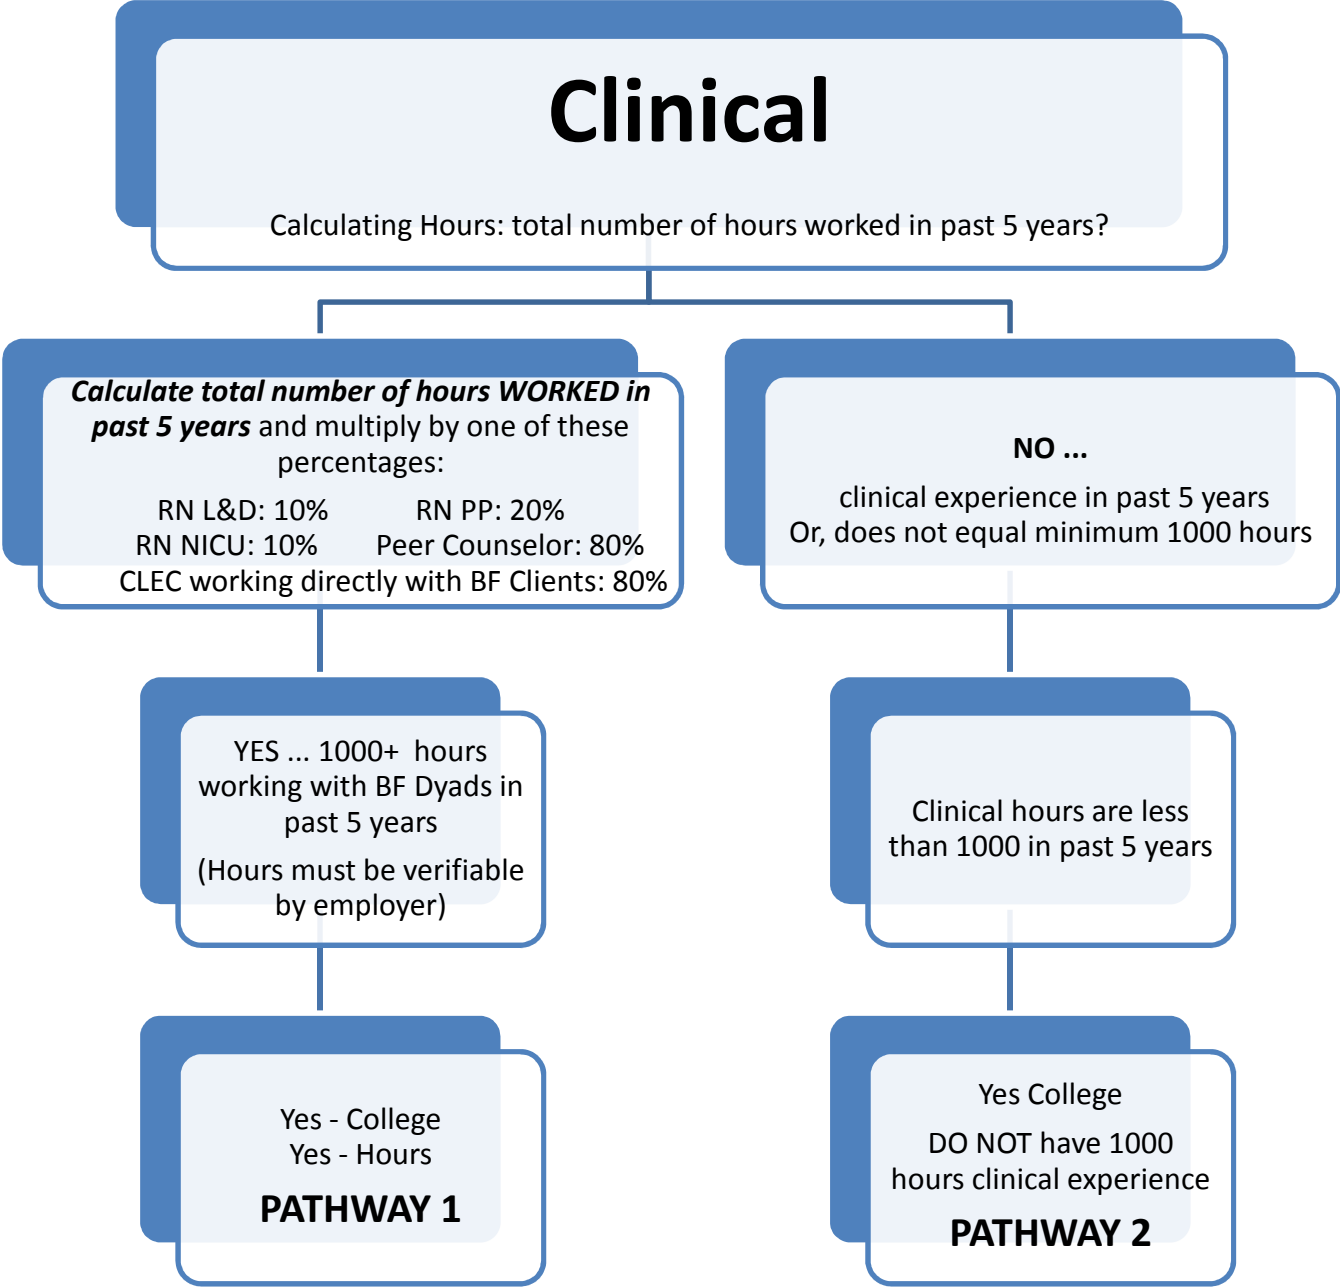 Clinical
Calculating Hours: total number of hours worked in past 5 years?
Calculate total number of hours WORKED in
past 5 years and multiply by one of these
percentages:
RN L&D: 10% RN PP: 20%
RN NICU: 10% Peer Counselor: 80%
CLEC working directly with BF Clients: 80%
NO ...
clinical experience in past 5 years
Or, does not equal minimum 1000 hours
YES ... 1000+ hours
working with BF Dyads in
past 5 years
(Hours must be verifiable
by employer)
Clinical hours are less
than 1000 in past 5 years
Yes - College
Yes - Hours
PATHWAY 1
Yes College
DO NOT have 1000
hours clinical experience
PATHWAY 2